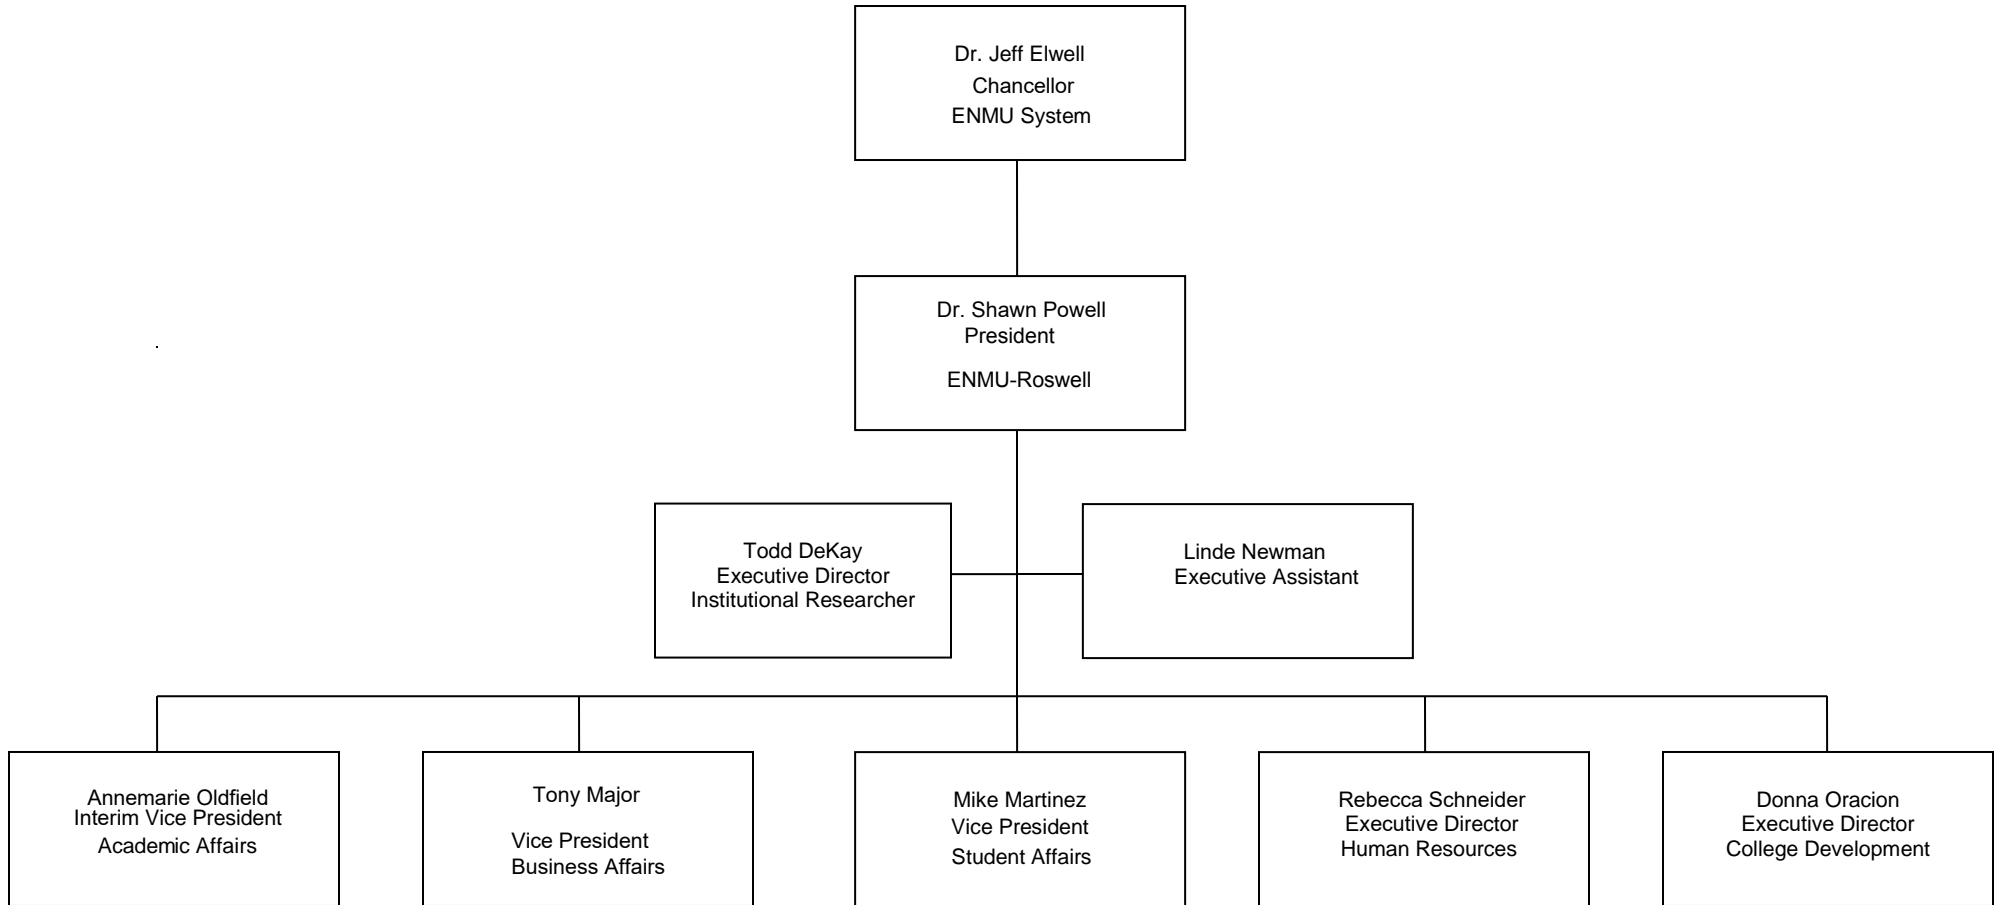 Dr. Jeff Elwell
Chancellor
ENMU System
Dr. Shawn Powell
President
ENMU-Roswell
Todd DeKay
Executive Director
Institutional Researcher
Linde Newman
Executive Assistant
Annemarie Oldfield
Interim Vice President
Academic Affairs
Tony Major
Vice President
Business Affairs
Mike Martinez
Vice President
Student Affairs
Rebecca Schneider
Executive Director
Human Resources
Donna Oracion
Executive Director
College Development